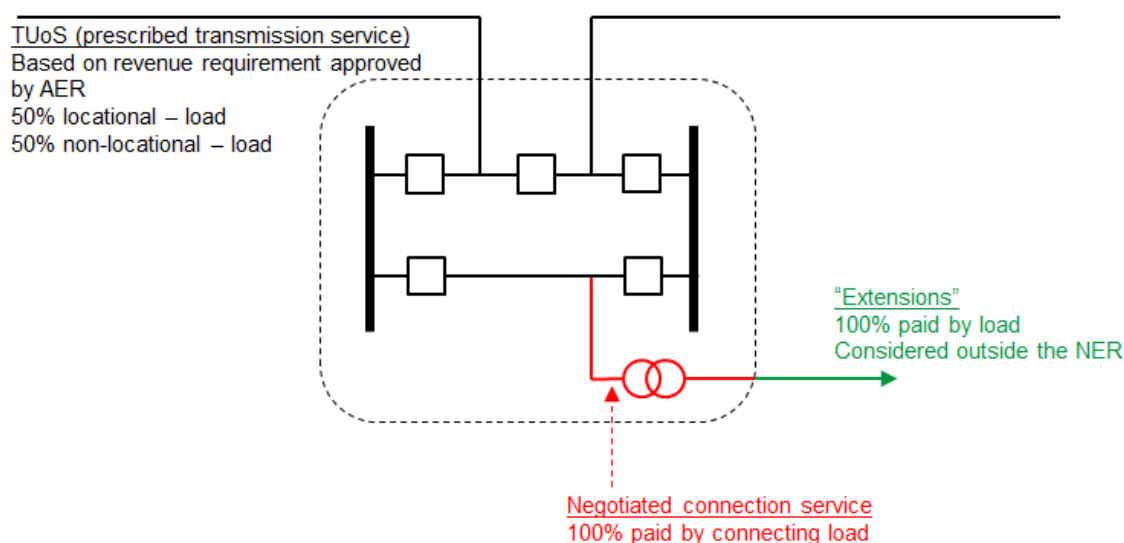 TUoS (prescribed transmission service)
Based on revenue requirement approved
by AER
50% locational – load
50% non-locational – load
“Extensions”
100% paid by load
Considered outside the NER
Negotiated connection service
100% paid by connecting load